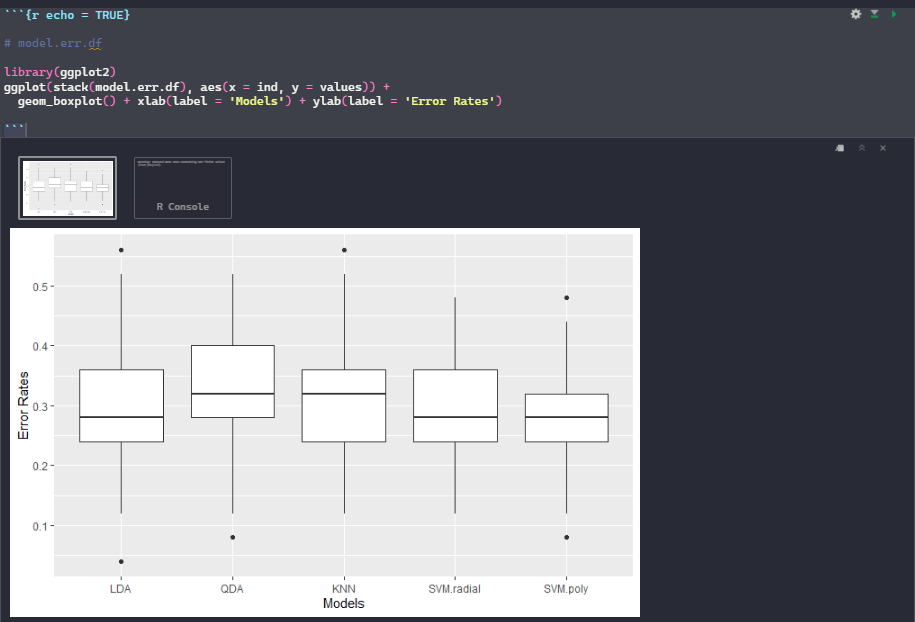 ```{r echo = TRUE}
# model.err.df
library(ggplot2)
ggplot(stack(model.err.df), aes(x = ind, y = values)) +
geom_boxplot() + xlab(label = 'Models') + ylab(label = 'Error Rates')
```
R Console
0.5
0.4
0.3
0.2
0.1
Error Rates
LDA QDA KNN SVM.radial SVM.poly
Models